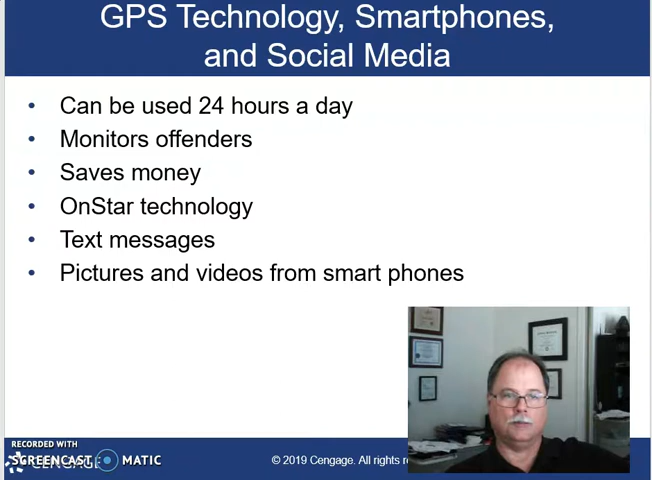 GPS Technology, Smartphones,
and Social Media
• Can be used 24 hours a day
• Monitors offenders
• Saves money
• OnStar technology
• Text messages
• Pictures and videos from smart phones
RECORDED WITH
SCREENCAST MATIC
CENGAGE
© 2019 Cengage. All rights